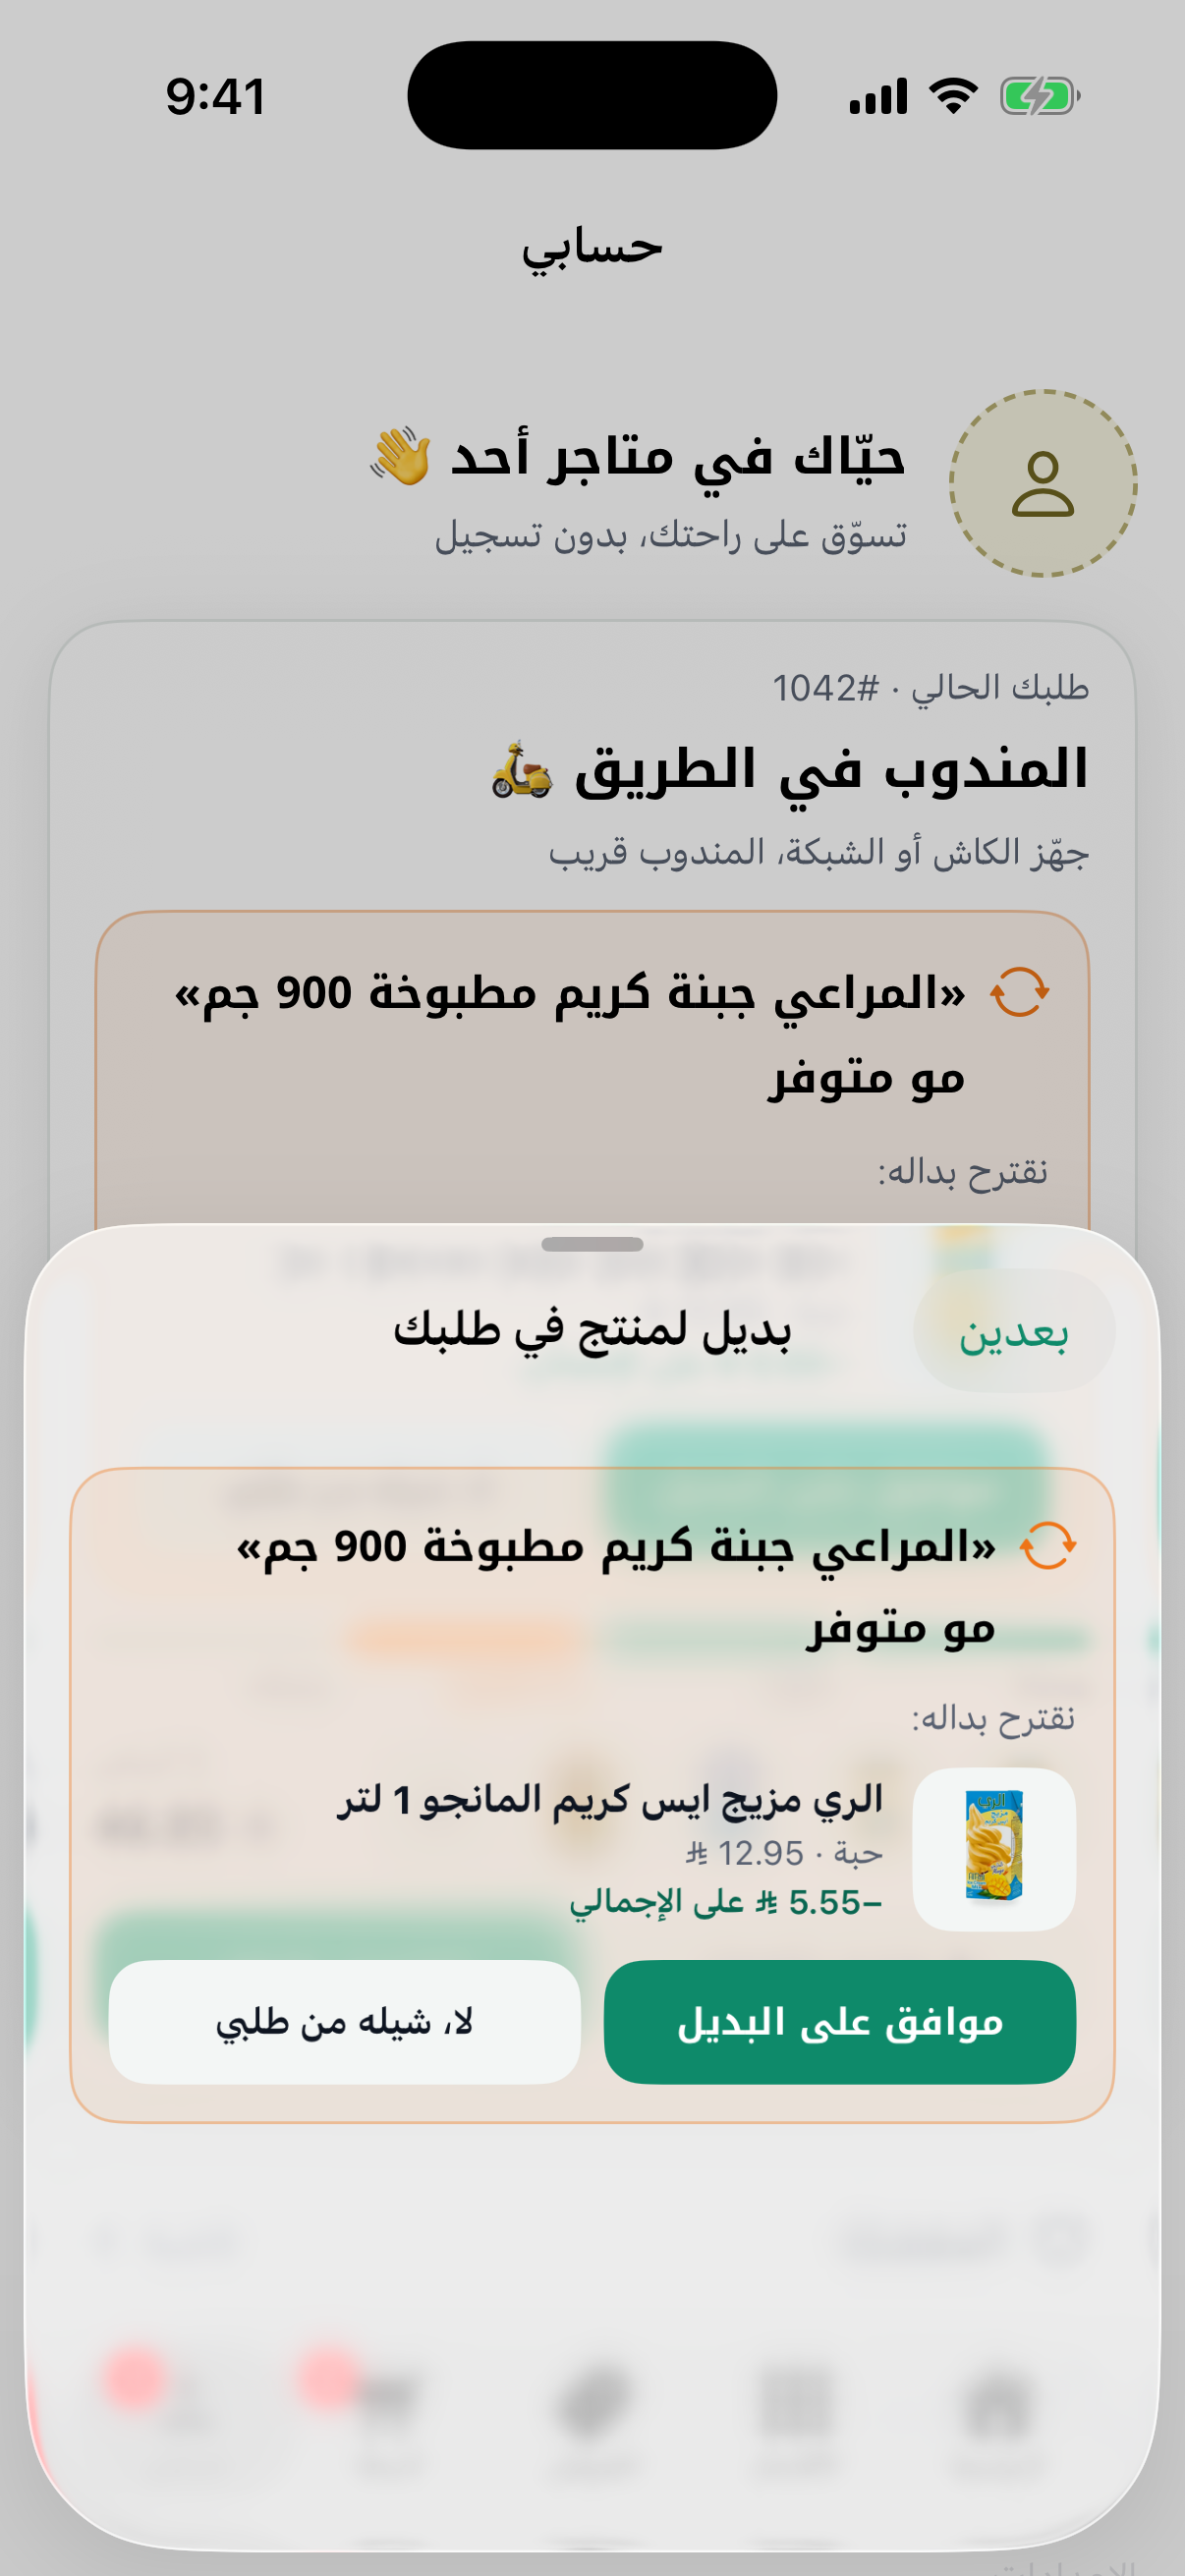 9:41
حسابي
حيّاك في متاجر أحد 👋
تسوّق على راحتك، بدون تسجيل
طلبك الحالي · #1042
المندوب في الطريق 🛵
جهّز الكاش أو الشبكة، المندوب قريب
«المراعي جبنة كريم مطبوخة 900 جم»
مو متوفر
نقترح بداله:
بعدين
بديل لمنتج في طلبك
«المراعي جبنة كريم مطبوخة 900 جم»
مو متوفر
نقترح بداله:
الري مزيج ايس كريم المانجو 1 لتر
حبة · 12.95 ⃁
−5.55 ⃁ على الإجمالي
موافق على البديل
لا، شيله من طلبي